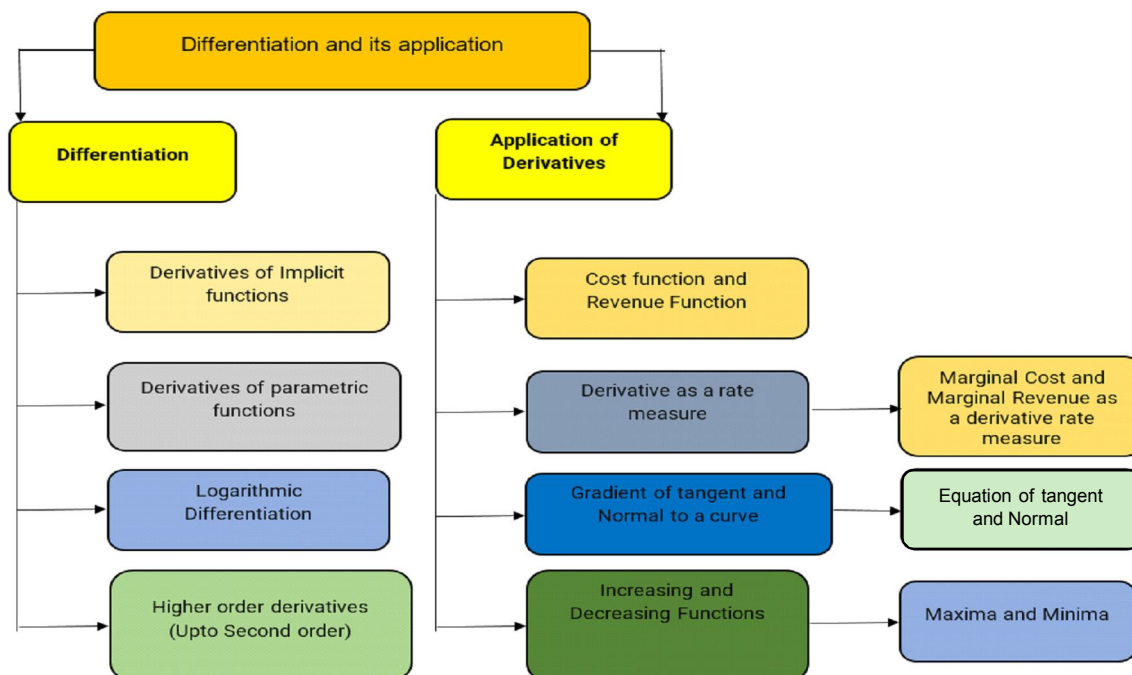 Differentiation and its application
Differentiation
Application of
Derivatives
Derivatives of Implicit
functions
Derivatives of parametric
functions
Logarithmic
Differentiation
Higher order derivatives
(Upto Second order)
Cost function and
Revenue Function
Derivative as a rate
measure
Marginal Cost and
Marginal Revenue as
a derivative rate
measure
Gradient of tangent and
Normal to a curve
Equation of tangent
and Normal
Increasing and
Decreasing Functions
Maxima and Minima